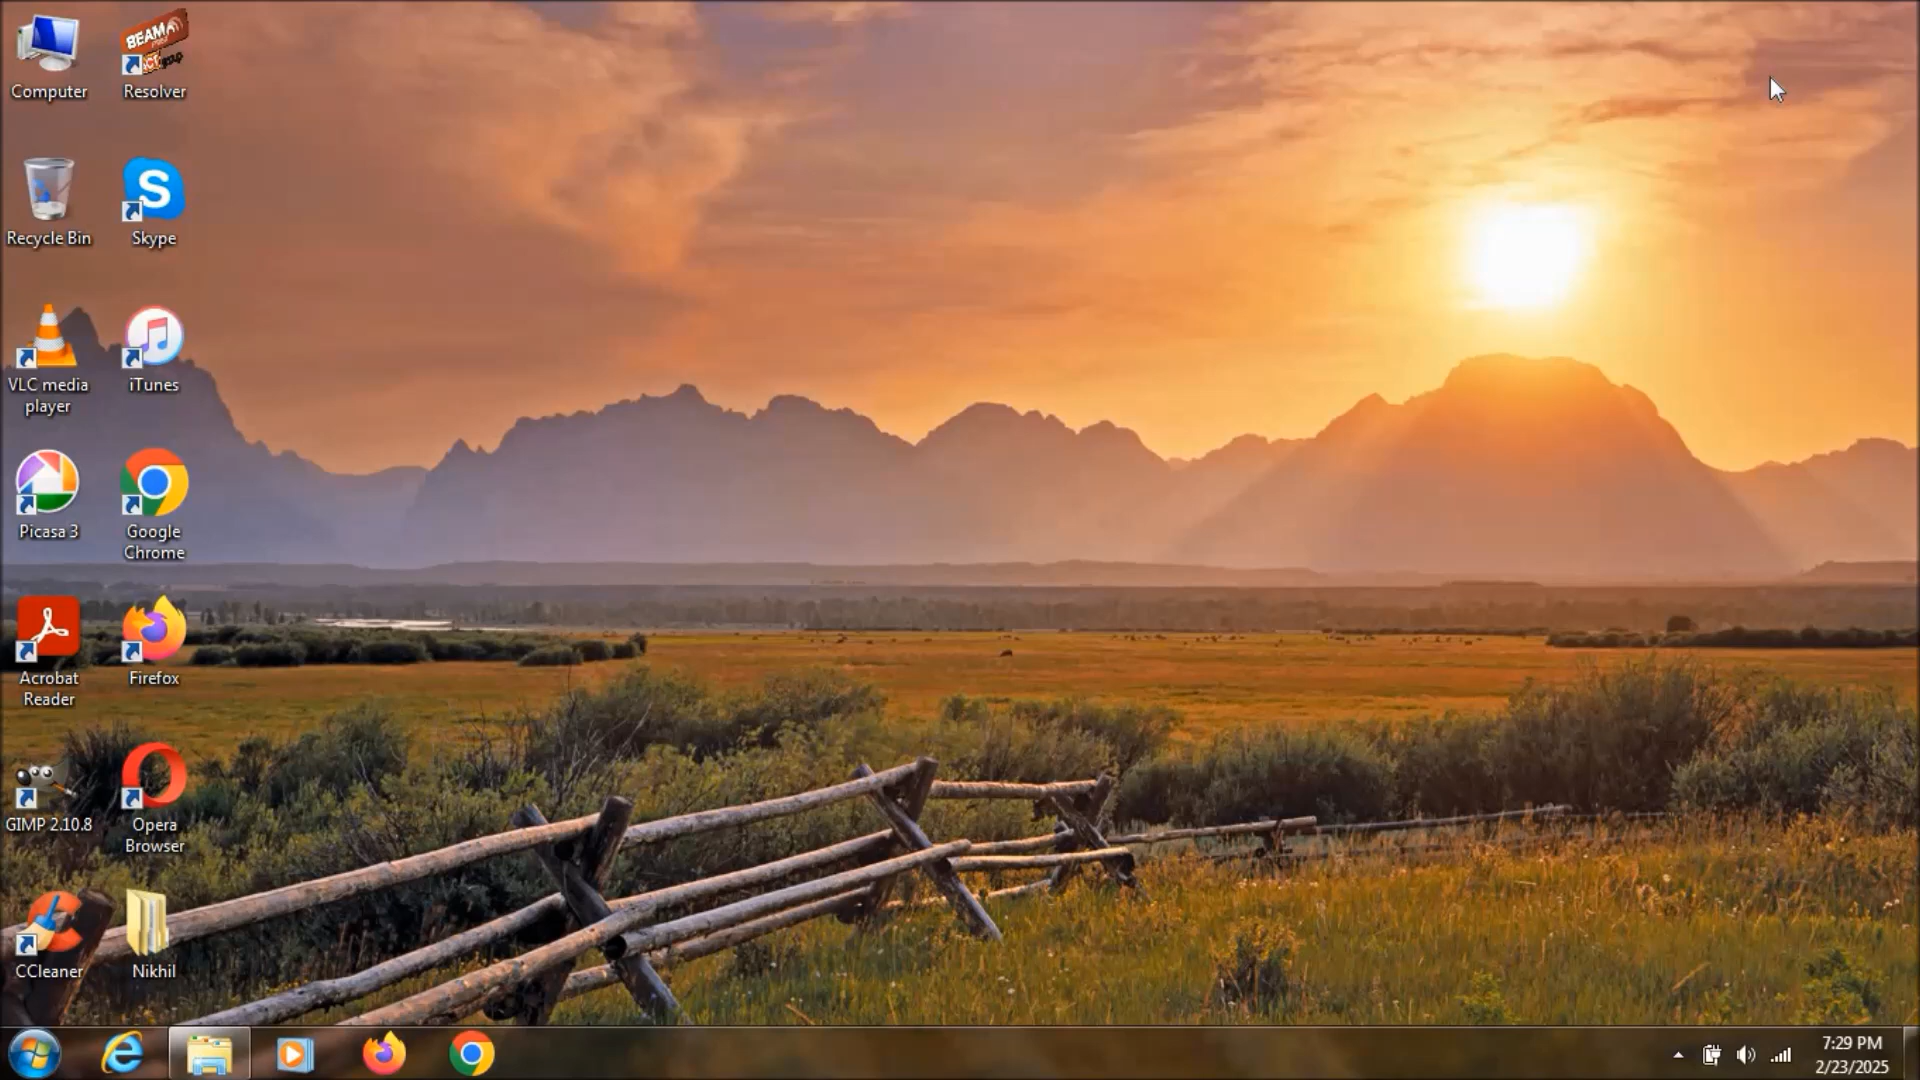 Computer
BEAMA
Resolver
Recycle Bin
S
Skype
VLC media
player
iTunes
Picasa 3
Google
Chrome
Acrobat
Reader
Firefox
GIMP 2.10.8
Opera
Browser
CCleaner
Nikhil
7:29 PM
2/23/2025